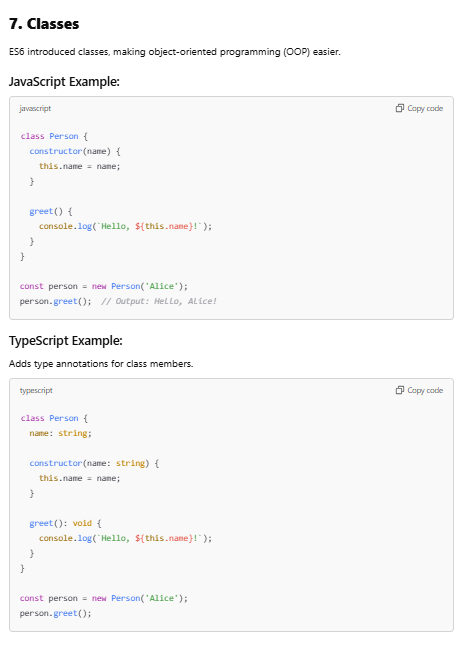 7. Classes
ES6 introduced classes, making object-oriented programming (OOP) easier.
JavaScript Example:
javascript
Copy code
class Person {
  constructor(name) {
    this.name = name;
  }

  greet() {
    console.log(`Hello, ${this.name}!`);
  }
}

const person = new Person('Alice');
person.greet();  // Output: Hello, Alice!
TypeScript Example:
Adds type annotations for class members.
typescript
Copy code
class Person {
  name: string;

  constructor(name: string) {
    this.name = name;
  }

  greet(): void {
    console.log(`Hello, ${this.name}!`);
  }
}

const person = new Person('Alice');
person.greet();